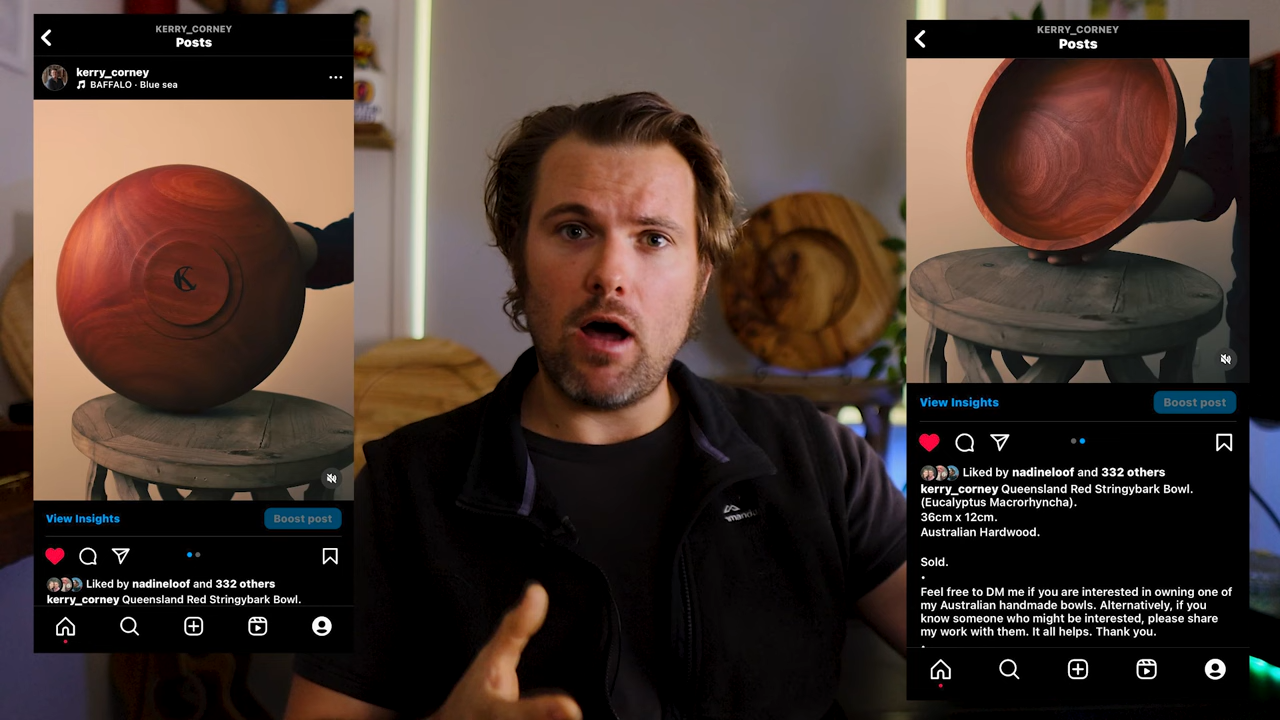 KERRY_CORNEY
Posts
kerry_corney
BAFFALO · Blue sea
View Insights
Boost post
Liked by nadineloof and 332 others
kerry_corney Queensland Red Stringybark Bowl.
KERRY_CORNEY
Posts
View Insights
Boost post
Liked by nadineloof and 332 others
kerry_corney Queensland Red Stringybark Bowl.
(Eucalyptus Macrorhyncha).
36cm x 12cm.
Australian Hardwood.
Sold.
•
Feel free to DM me if you are interested in owning one of
my Australian handmade bowls. Alternatively, if you
know someone who might be interested, please share
my work with them. It all helps. Thank you.